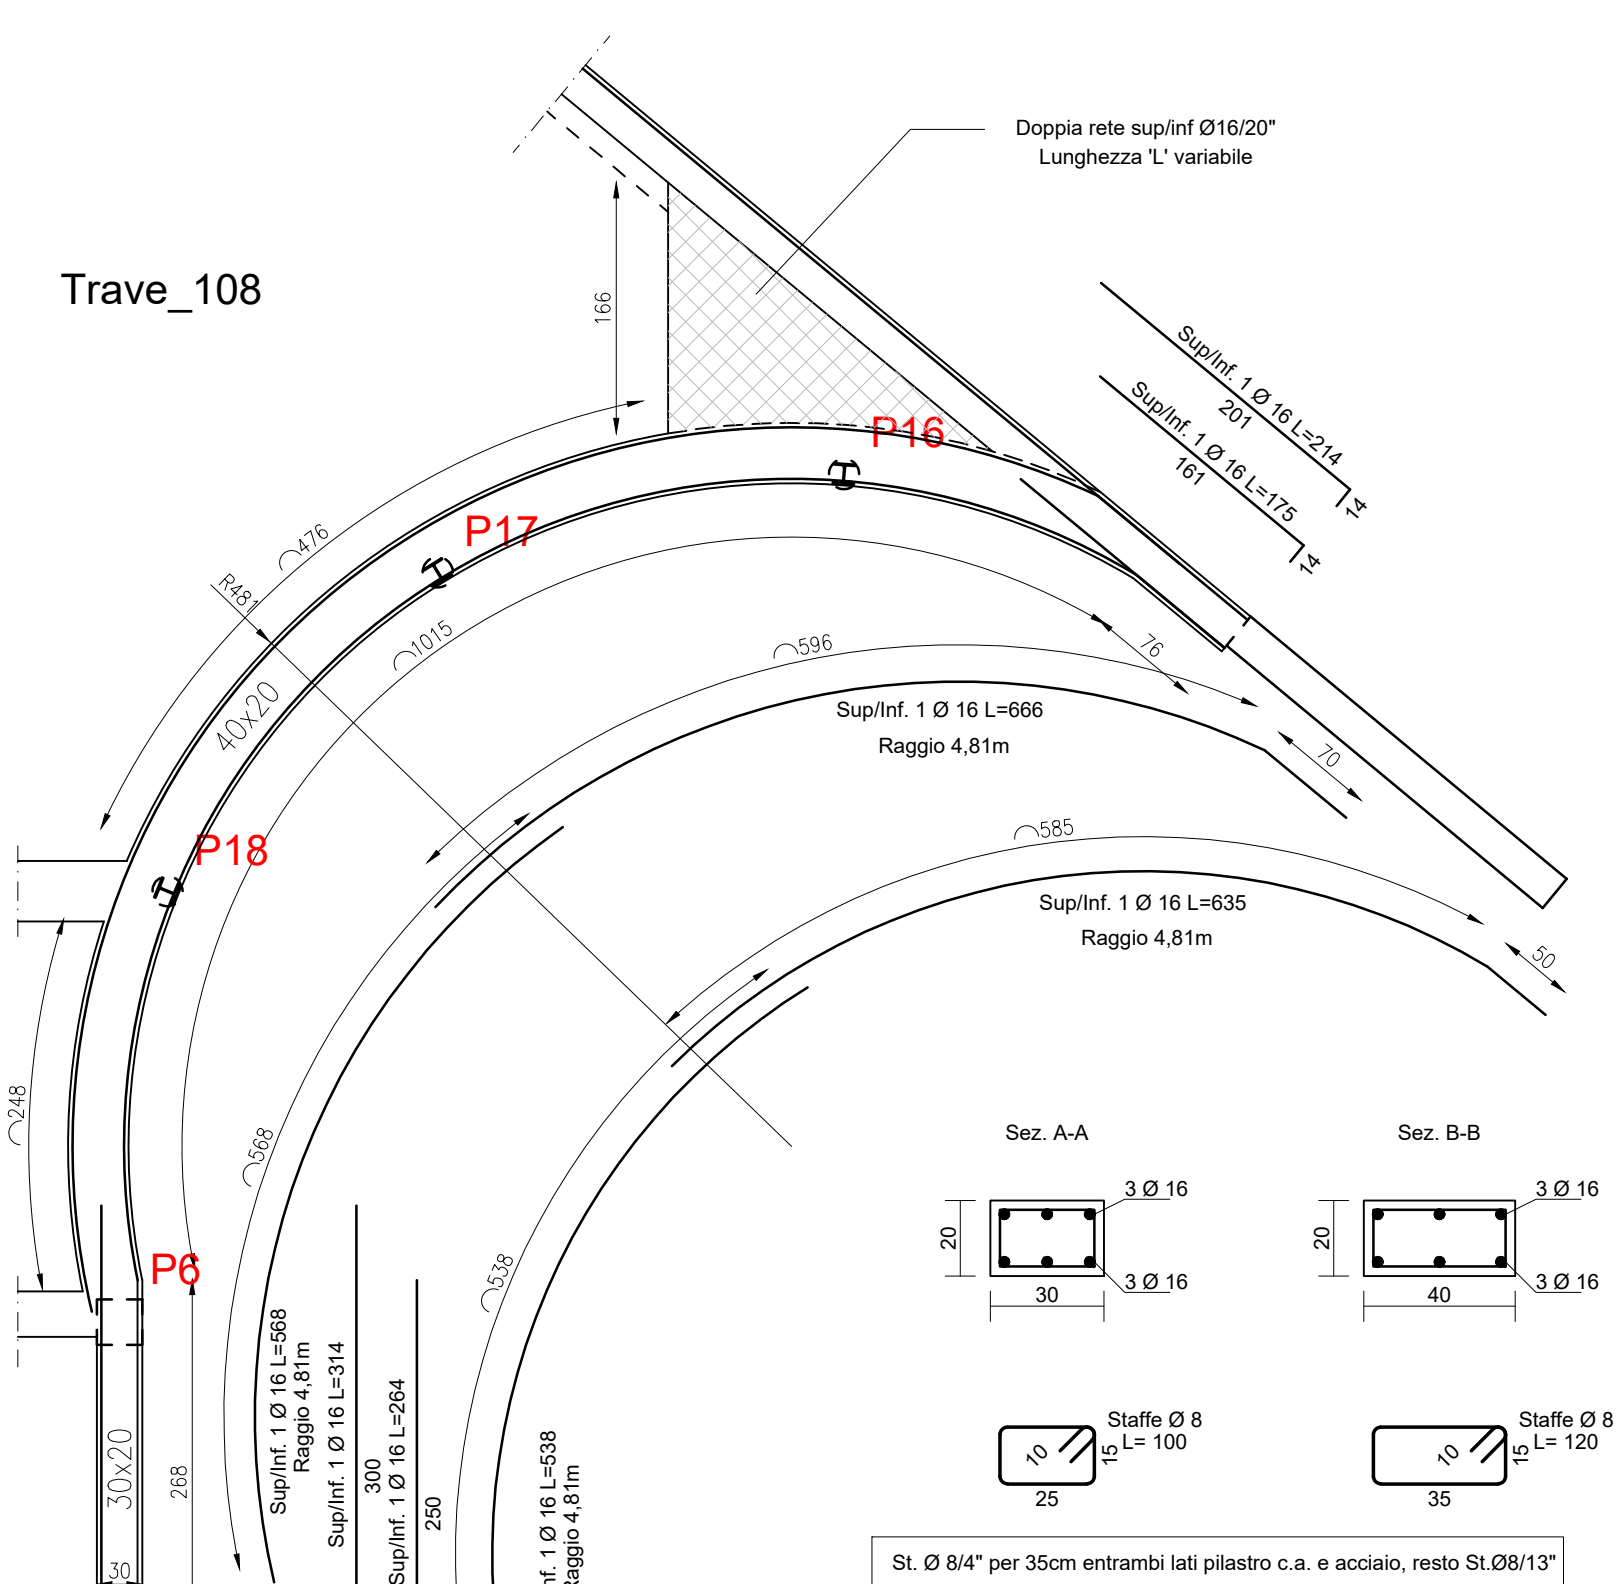 Doppia rete sup/inf Ø16/20"
Lunghezza 'L' variabile
Trave_108
166
Sup/Inf. 1 Ø 16 L=214
201
14
Sup/Inf. 1 Ø 16 L=175
161
14
P16
P17
476
R481
1015
596
76
40x20
Sup/Inf. 1 Ø 16 L=666
Raggio 4,81m
70
P18
585
Sup/Inf. 1 Ø 16 L=635
Raggio 4,81m
50
248
568
Sez. A-A
Sez. B-B
3 Ø 16
3 Ø 16
20
20
P6
538
3 Ø 16
3 Ø 16
30
40
Sup/Inf. 1 Ø 16 L=568
Raggio 4,81m
Sup/Inf. 1 Ø 16 L=314
300
Sup/Inf. 1 Ø 16 L=264
250
nf. 1 Ø 16 L=538
Raggio 4,81m
30x20
268
30
Staffe Ø 8
L= 100
10
15
25
Staffe Ø 8
L= 120
10
15
35
St. Ø 8/4" per 35cm entrambi lati pilastro c.a. e acciaio, resto St.Ø8/13"